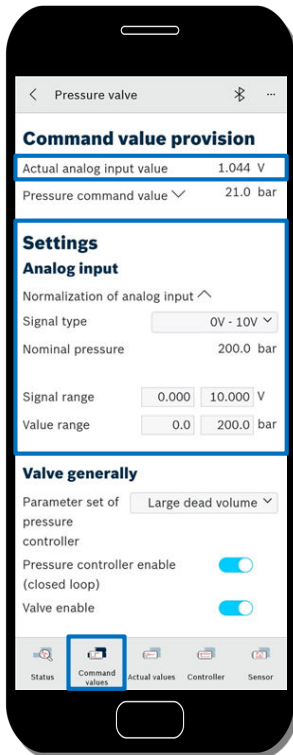 Pressure valve
...
Command value provision
Actual analog input value 1.044 V
Pressure command value 21.0 bar
Settings
Analog input
Normalization of analog input
Signal type 0V - 10V
Nominal pressure 200.0 bar
Signal range 0.000 10.000 V
Value range 0.0 200.0 bar
Valve generally
Parameter set of Large dead volume
pressure
controller
Pressure controller enable
(closed loop)
Valve enable
Status Command values Actual values Controller Sensor